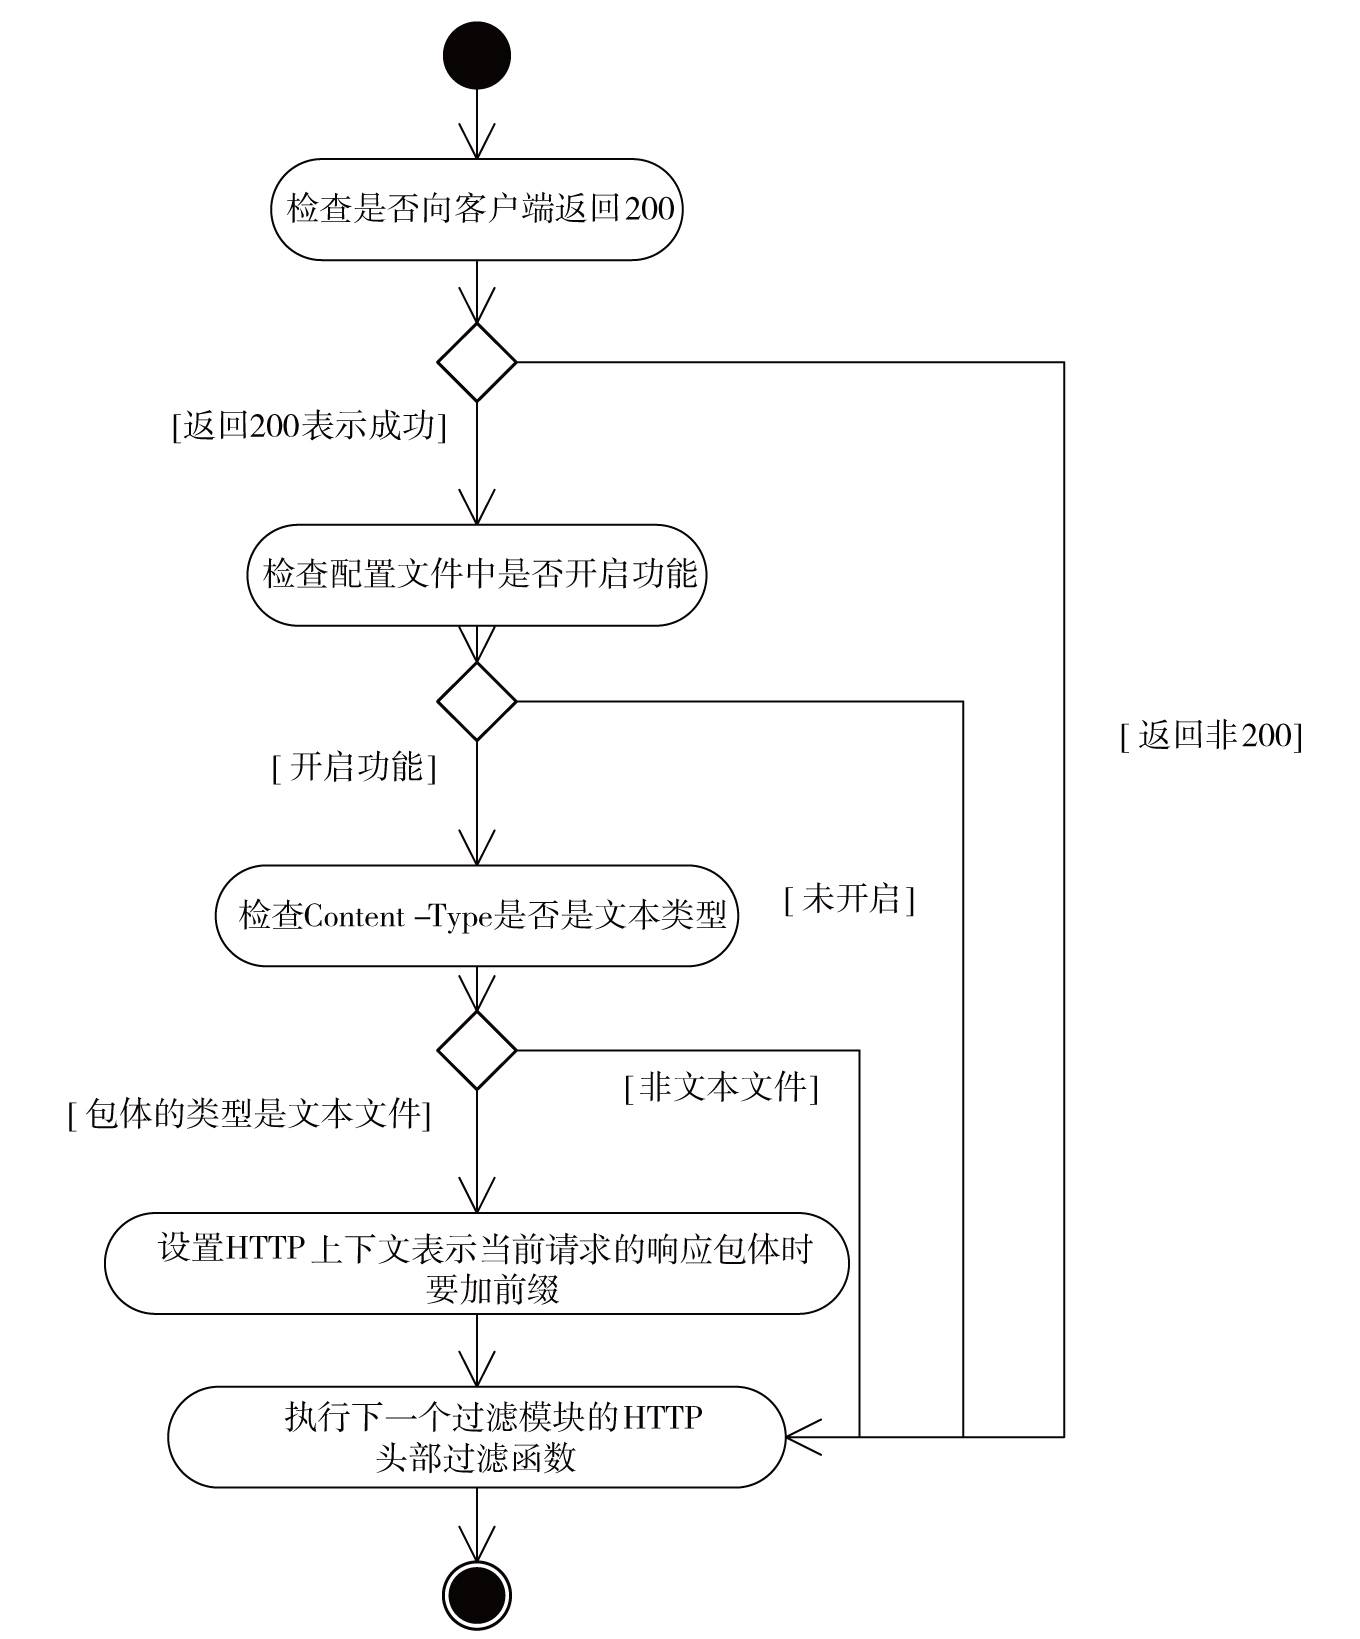 检查是否向客户端返回200
[返回200表示成功]
检查配置文件中是否开启功能
[返回非200]
[开启功能]
[未开启]
检查Content-Type是否是文本类型
[非文本文件]
[包体的类型是文本文件]
设置HTTP上下文表示当前请求的响应包体时
要加前缀
执行下一个过滤模块的HTTP
头部过滤函数